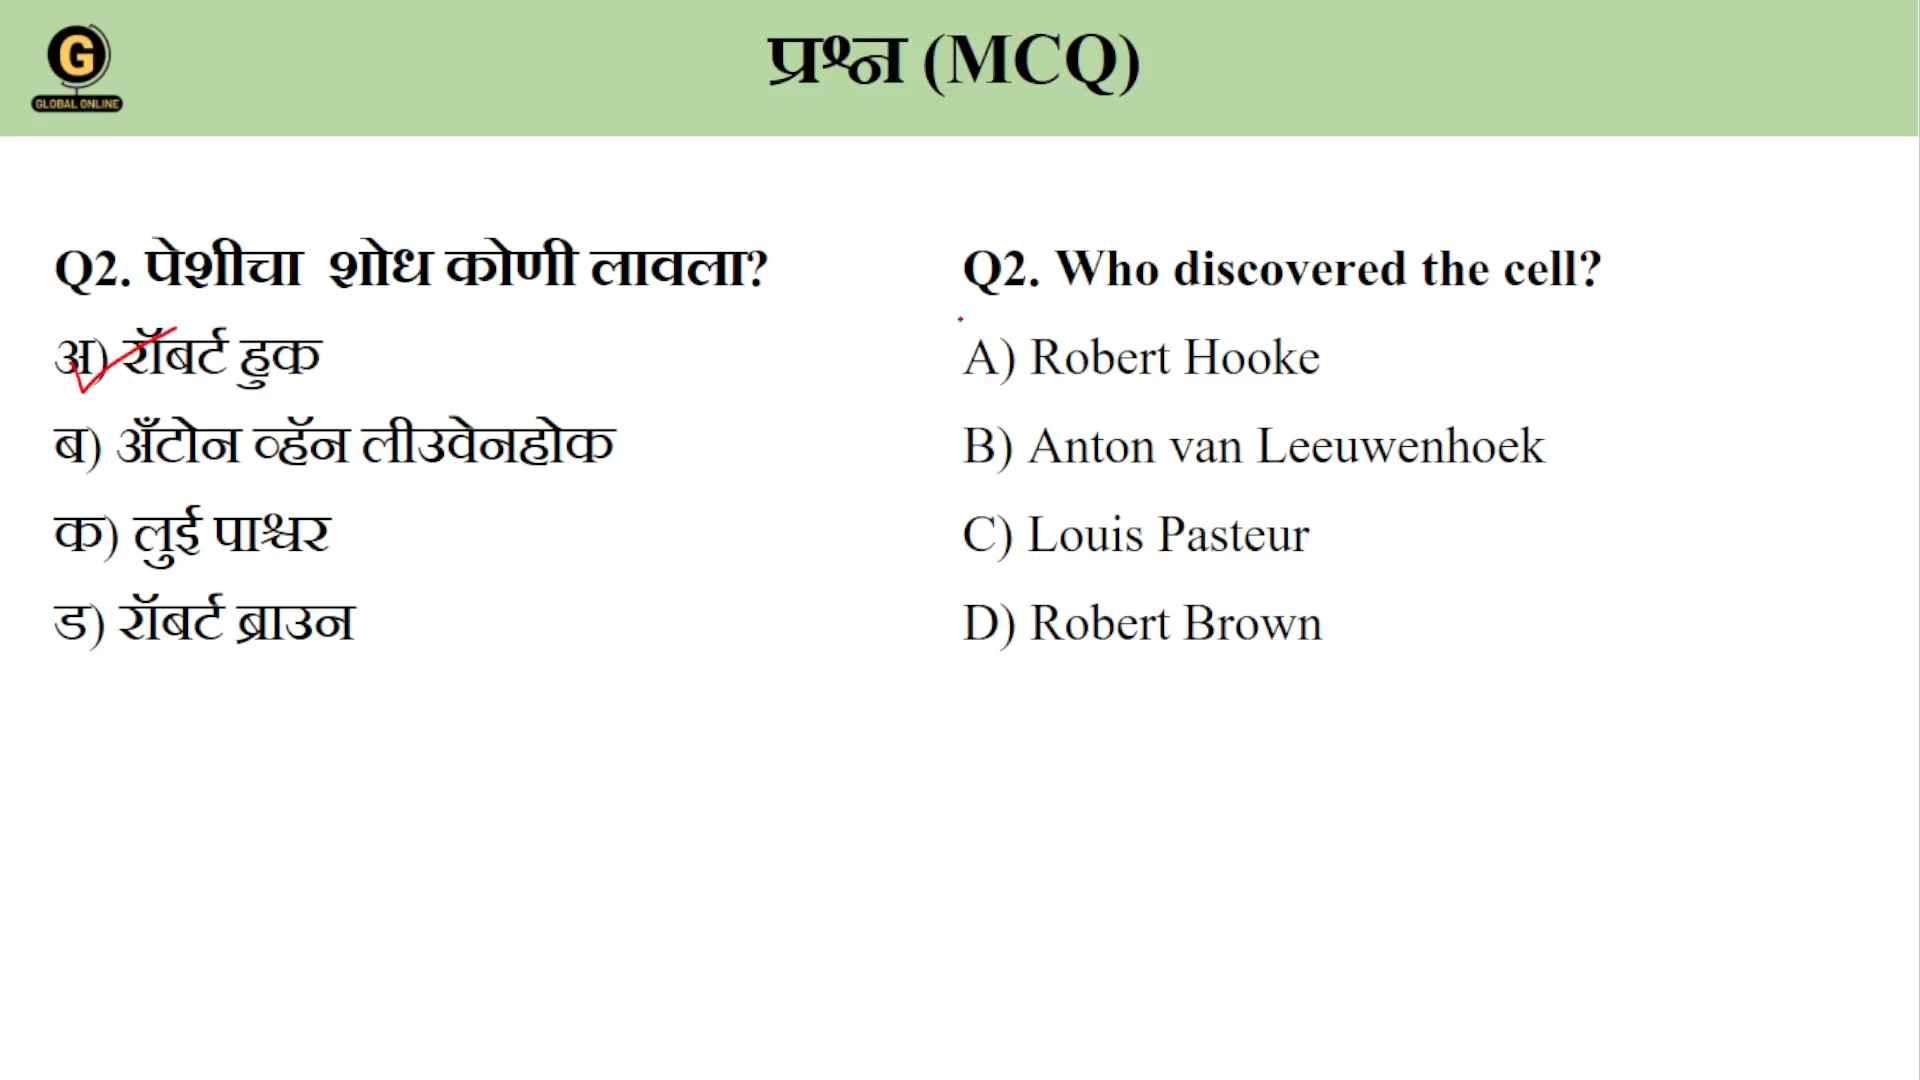 G
GLOBAL ONLINE
प्रश्न (MCQ)
Q2. पेशीचा शोध कोणी लावला?
अ) रॉबर्ट हुक
ब) अँटोन व्हॅन लीउवेनहोक
क) लुई पाश्चर
ड) रॉबर्ट ब्राउन
Q2. Who discovered the cell?
A) Robert Hooke
B) Anton van Leeuwenhoek
C) Louis Pasteur
D) Robert Brown